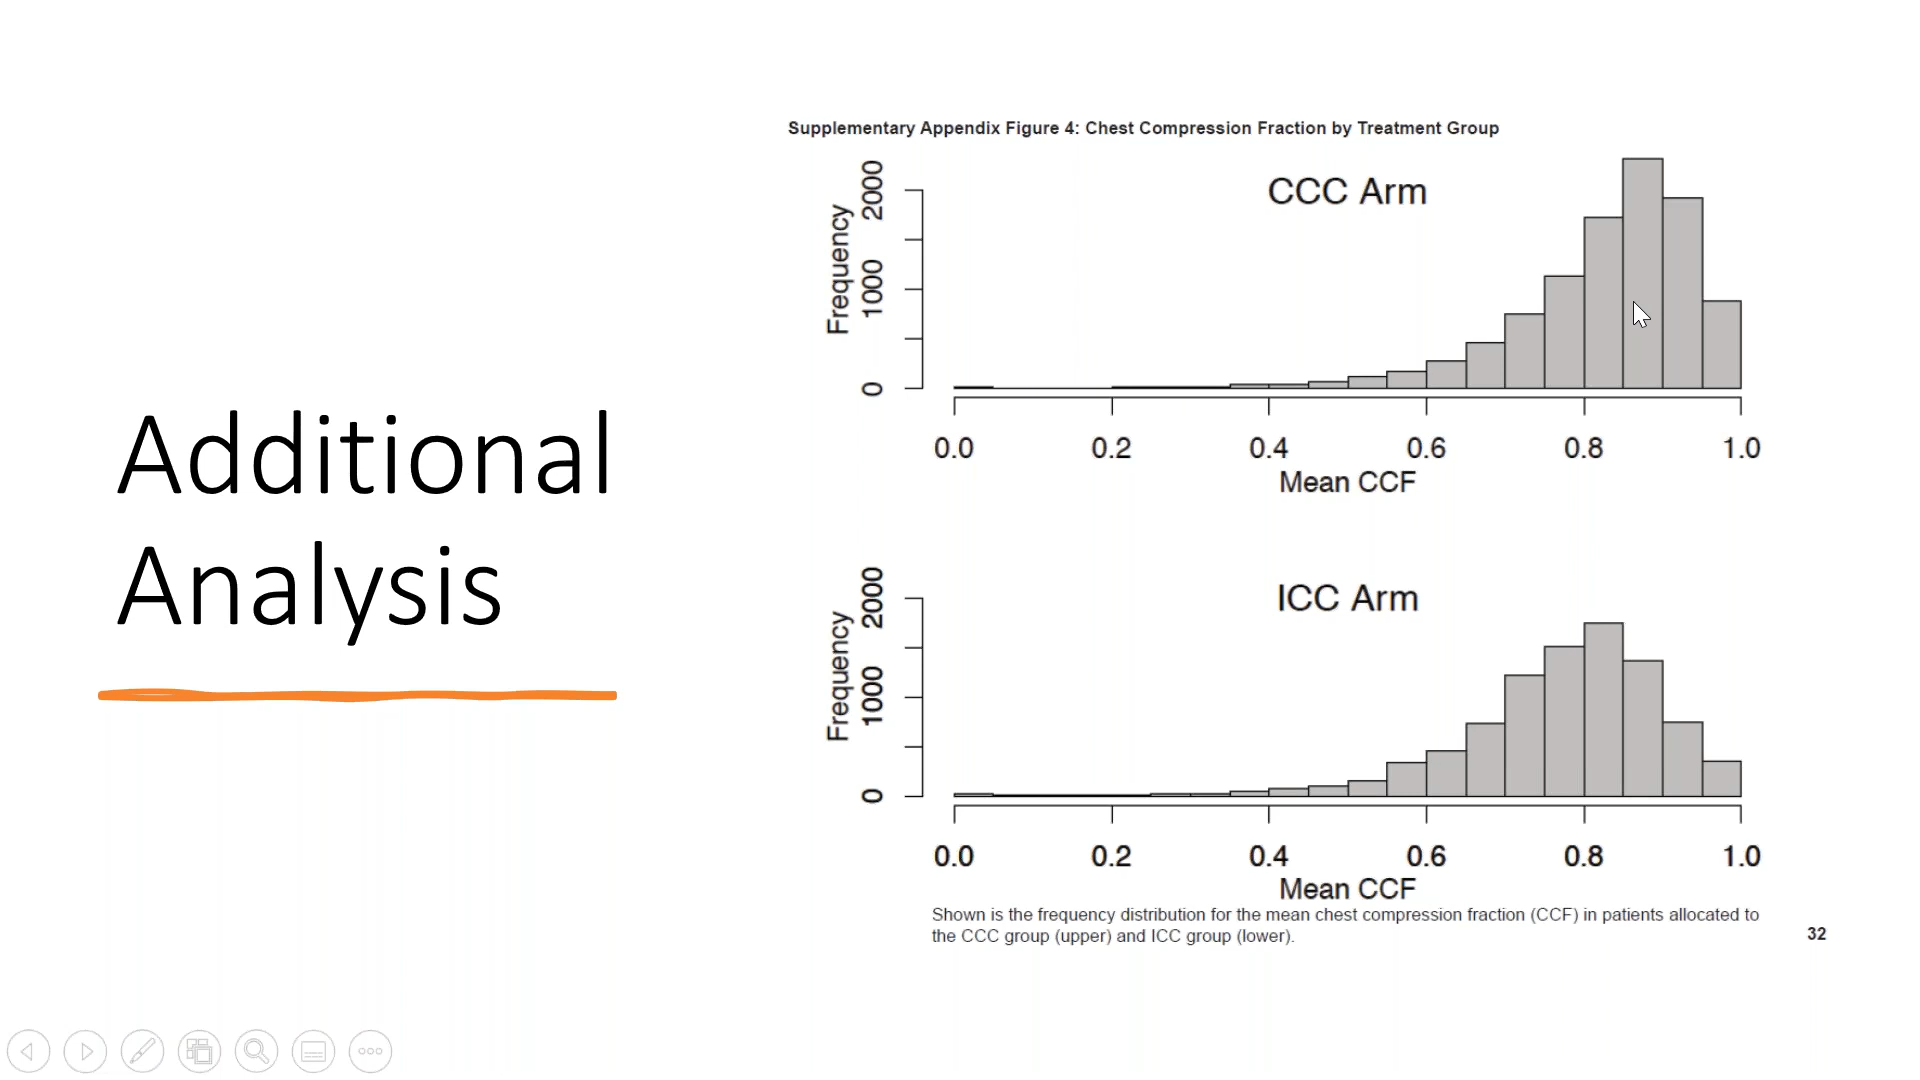 Additional
Analysis
Supplementary Appendix Figure 4: Chest Compression Fraction by Treatment Group
CCC Arm
Frequency
0 1000 2000
0.0 0.2 0.4 0.6 0.8 1.0
Mean CCF
ICC Arm
Frequency
0 1000 2000
0.0 0.2 0.4 0.6 0.8 1.0
Mean CCF
Shown is the frequency distribution for the mean chest compression fraction (CCF) in patients allocated to
the CCC group (upper) and ICC group (lower).
32